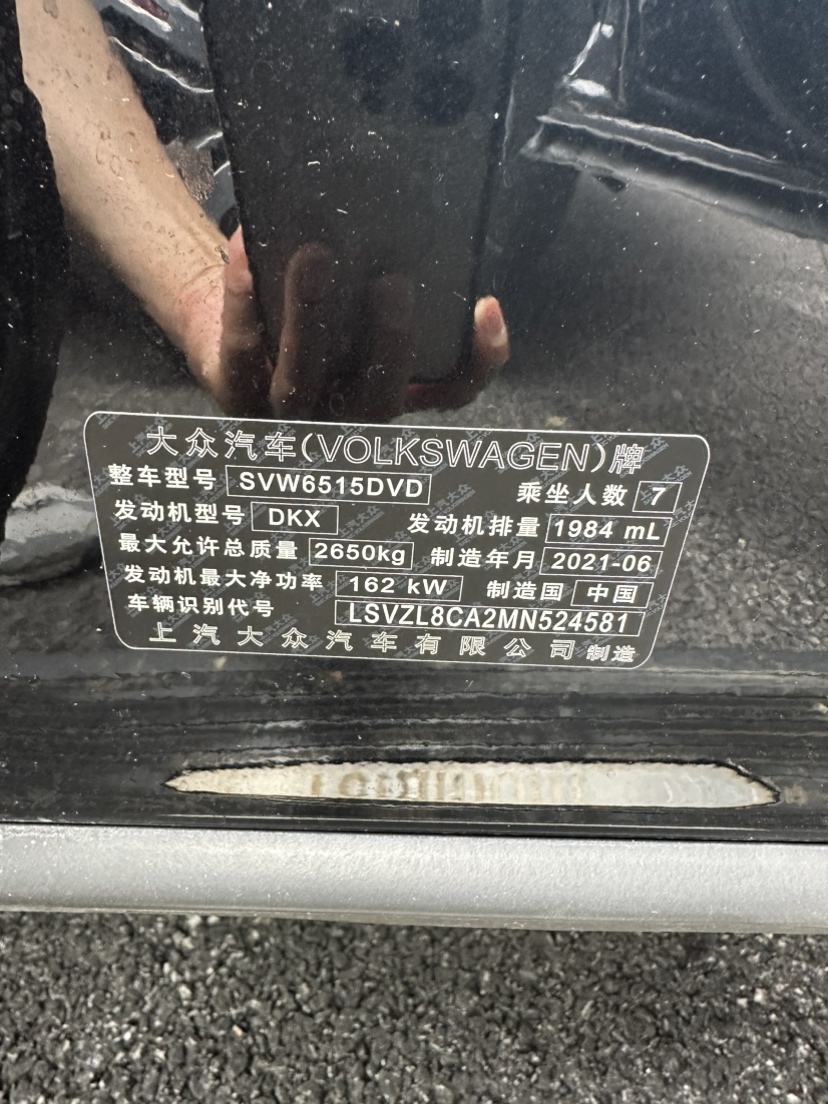 大众汽车(VOLKSWAGEN)牌
整车型号 SVW6515DVD 乘坐人数 7
发动机型号 DKX 发动机排量 1984 mL
最大允许总质量 2650kg 制造年月 2021-06
发动机最大净功率 162 kW 制造国 中国
车辆识别代号 LSVZL8CA2MN524581
上汽大众汽车有限公司 制造